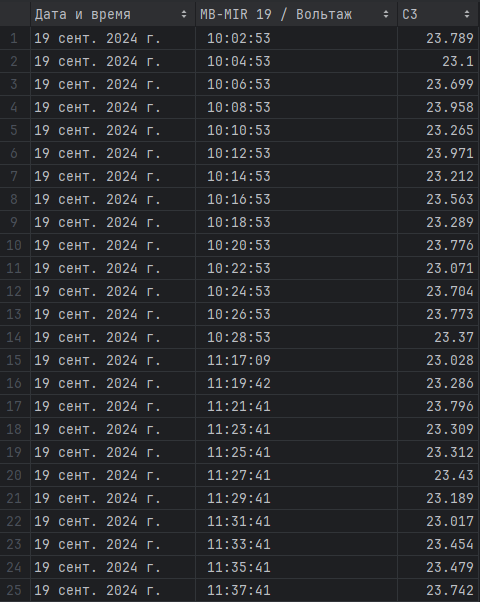 Дата и время MB-MIR 19 / Вольтаж C3
1 19 сент. 2024 г. 10:02:53 23.789
2 19 сент. 2024 г. 10:04:53 23.1
3 19 сент. 2024 г. 10:06:53 23.699
4 19 сент. 2024 г. 10:08:53 23.958
5 19 сент. 2024 г. 10:10:53 23.265
6 19 сент. 2024 г. 10:12:53 23.971
7 19 сент. 2024 г. 10:14:53 23.212
8 19 сент. 2024 г. 10:16:53 23.563
9 19 сент. 2024 г. 10:18:53 23.289
10 19 сент. 2024 г. 10:20:53 23.776
11 19 сент. 2024 г. 10:22:53 23.071
12 19 сент. 2024 г. 10:24:53 23.704
13 19 сент. 2024 г. 10:26:53 23.773
14 19 сент. 2024 г. 10:28:53 23.37
15 19 сент. 2024 г. 11:17:09 23.028
16 19 сент. 2024 г. 11:19:42 23.286
17 19 сент. 2024 г. 11:21:41 23.796
18 19 сент. 2024 г. 11:23:41 23.309
19 19 сент. 2024 г. 11:25:41 23.312
20 19 сент. 2024 г. 11:27:41 23.43
21 19 сент. 2024 г. 11:29:41 23.189
22 19 сент. 2024 г. 11:31:41 23.017
23 19 сент. 2024 г. 11:33:41 23.454
24 19 сент. 2024 г. 11:35:41 23.479
25 19 сент. 2024 г. 11:37:41 23.742